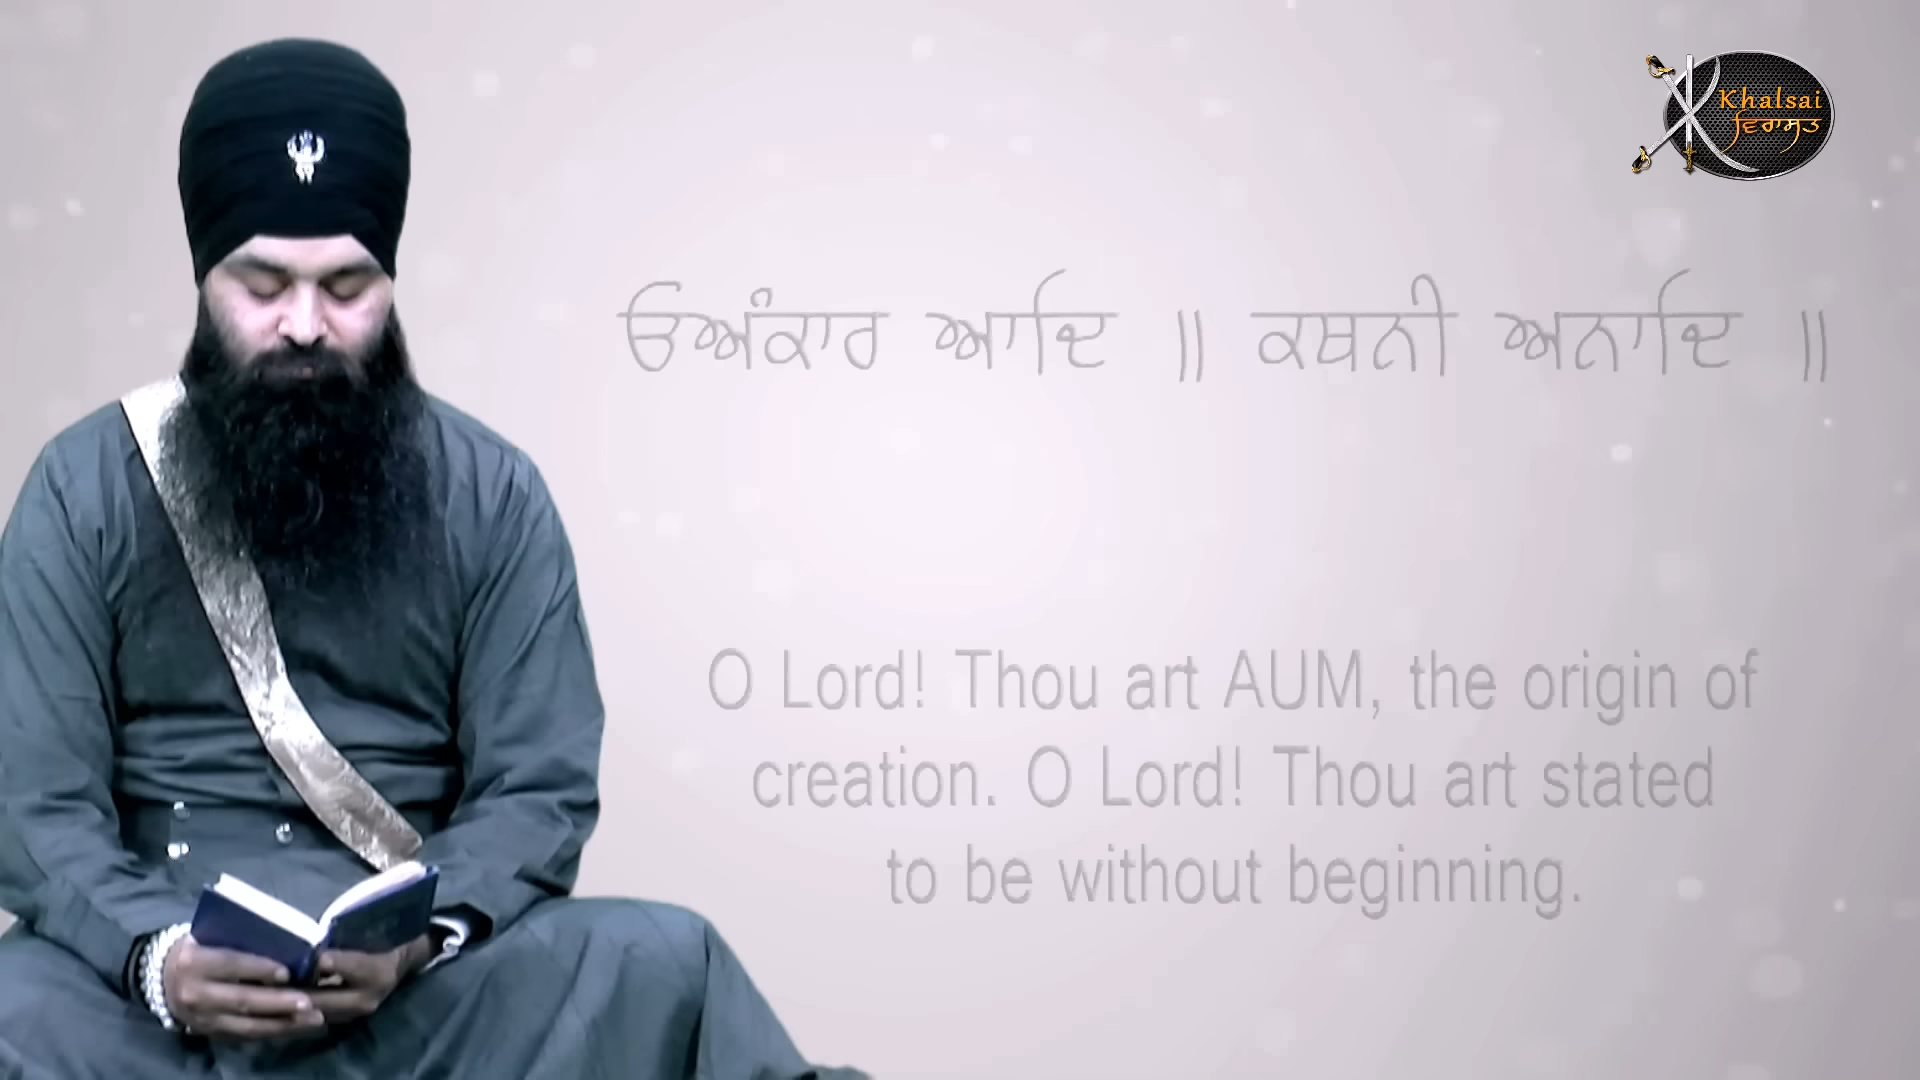 Khalsai
ਵਿਰਾਸਤ
ਓਅੰਕਾਰ ਆਦਿ ॥ ਕਥਨੀ ਅਨਾਦਿ ॥
O Lord! Thou art AUM, the origin of
creation. O Lord! Thou art stated
to be without beginning.